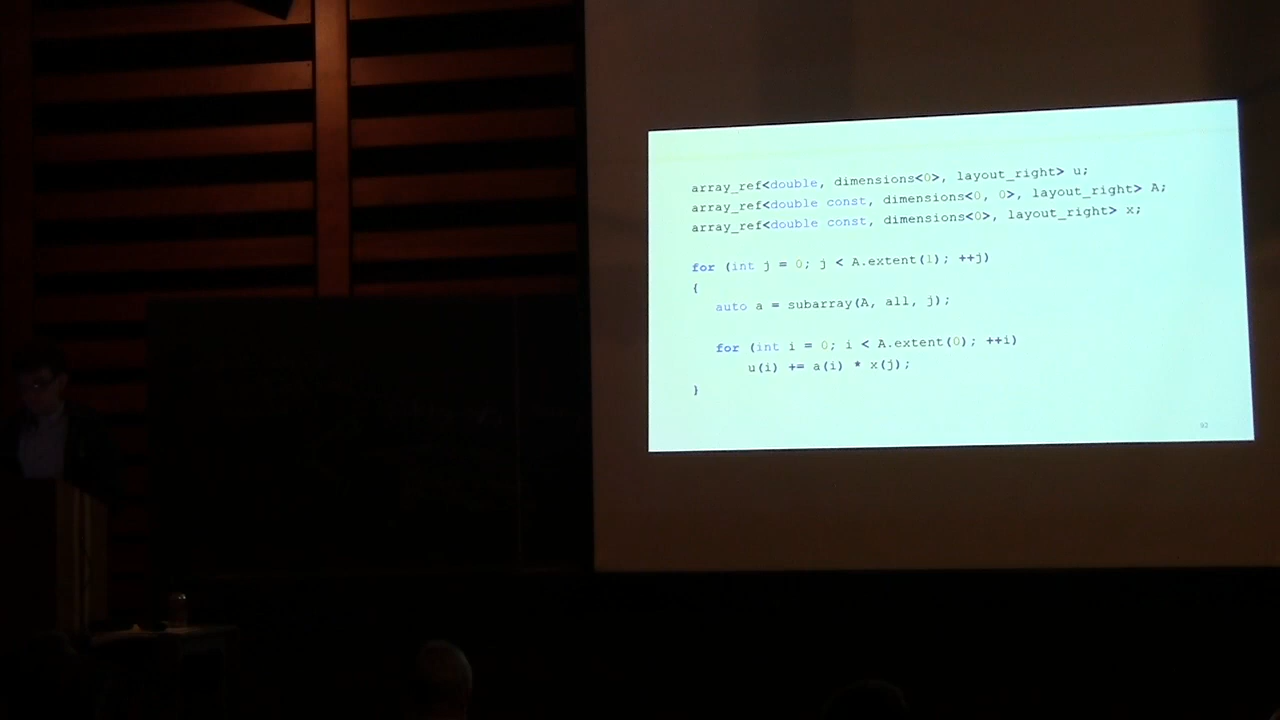 array_ref<double, dimensions<0>, layout_right> u;
array_ref<double const, dimensions<0, 0>, layout_right> A;
array_ref<double const, dimensions<0>, layout_right> x;
for (int j = 0; j < A.extent(1); ++j)
{
auto a = subarray(A, all, j);
for (int i = 0; i < A.extent(0); ++i)
u(i) += a(i) * x(j);
}
92